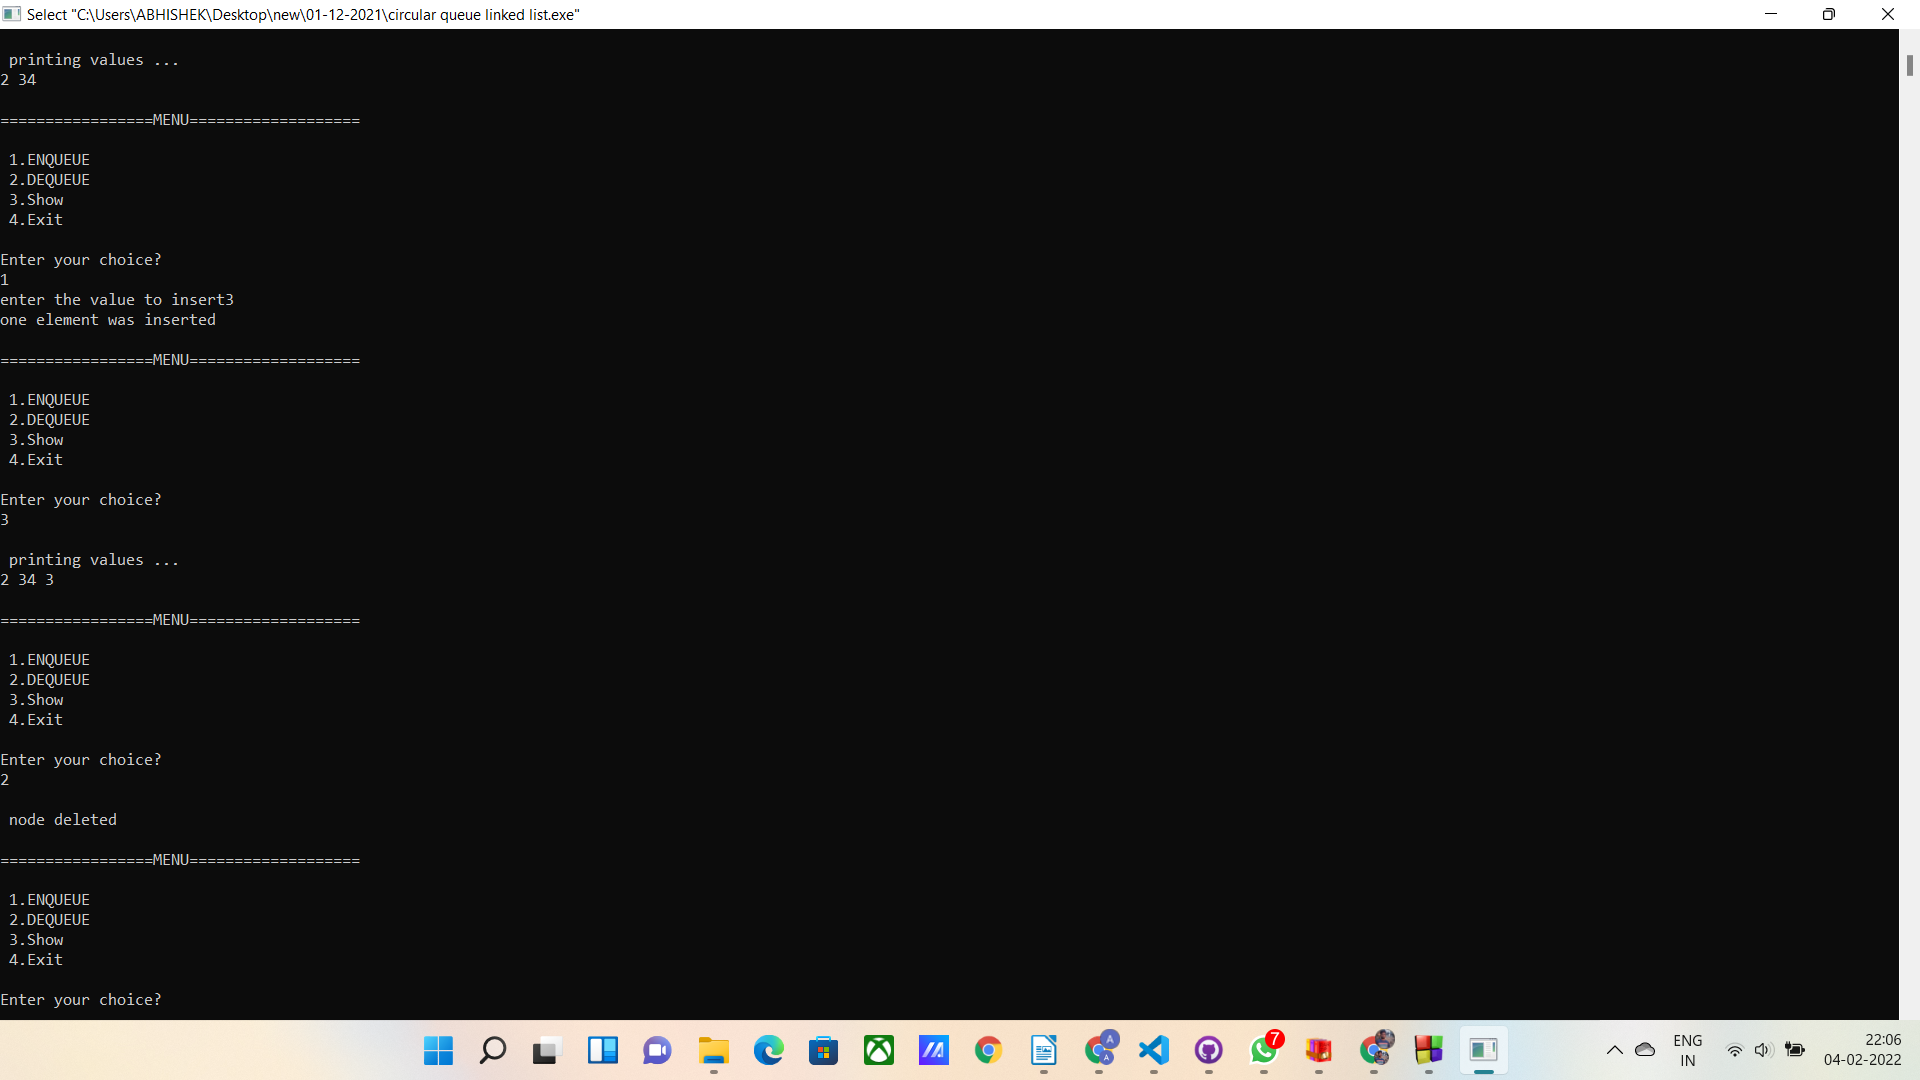 Select "C:\Users\ABHISHEK\Desktop\new\01-12-2021\circular queue linked list.exe"
printing values ...
2 34
=================MENU===================
1.ENQUEUE
2.DEQUEUE
3.Show
4.Exit
Enter your choice?
1
enter the value to insert3
one element was inserted
=================MENU===================
1.ENQUEUE
2.DEQUEUE
3.Show
4.Exit
Enter your choice?
3
printing values ...
2 34 3
=================MENU===================
1.ENQUEUE
2.DEQUEUE
3.Show
4.Exit
Enter your choice?
2
node deleted
=================MENU===================
1.ENQUEUE
2.DEQUEUE
3.Show
4.Exit
Enter your choice?
A
A
7
ENG
IN
22:06
04-02-2022